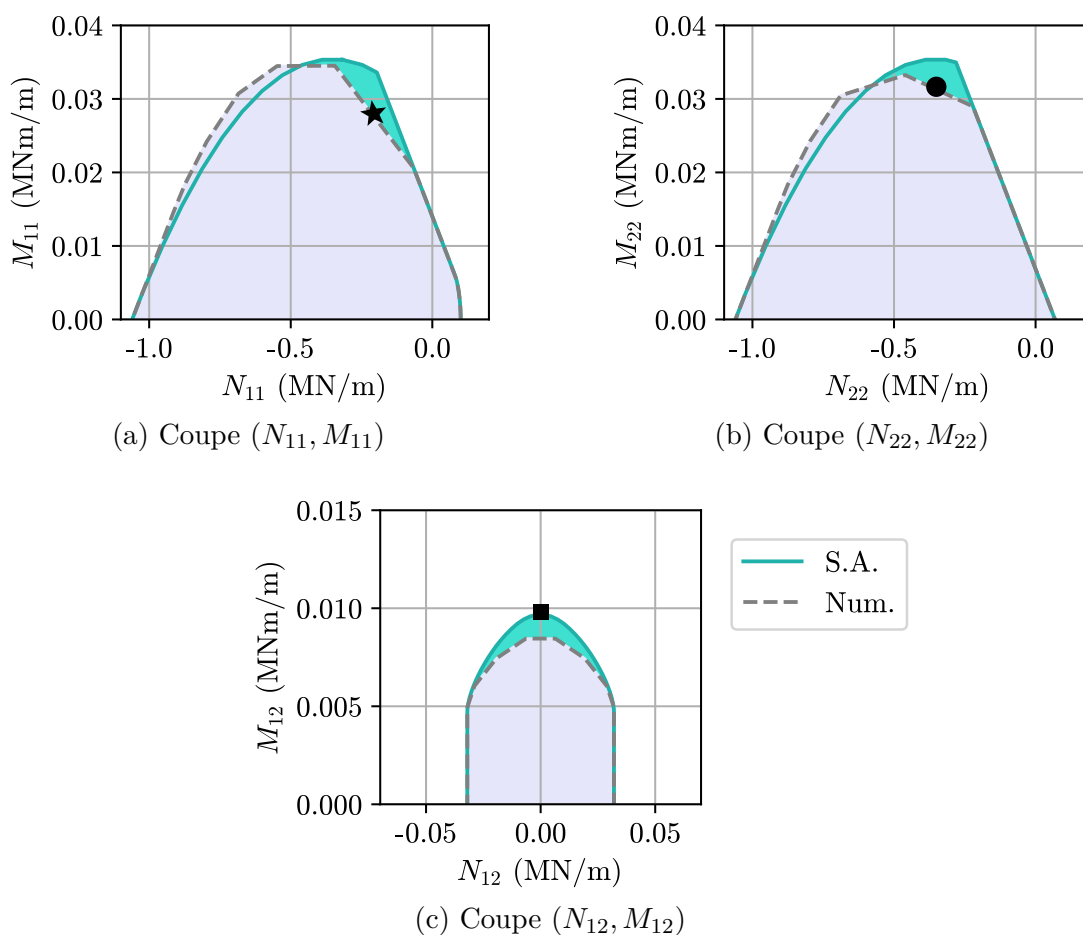 0.04
0.03
0.02
0.01
0.00
M₁₁ (MNm/m)
-1.0 -0.5 0.0
N₁₁ (MN/m)
(a) Coupe (N₁₁, M₁₁)
0.04
0.03
0.02
0.01
0.00
M₂₂ (MNm/m)
-1.0 -0.5 0.0
N₂₂ (MN/m)
(b) Coupe (N₂₂, M₂₂)
0.015
0.010
0.005
0.000
M₁₂ (MNm/m)
-0.05 0.00 0.05
N₁₂ (MN/m)
(c) Coupe (N₁₂, M₁₂)
S.A.
Num.